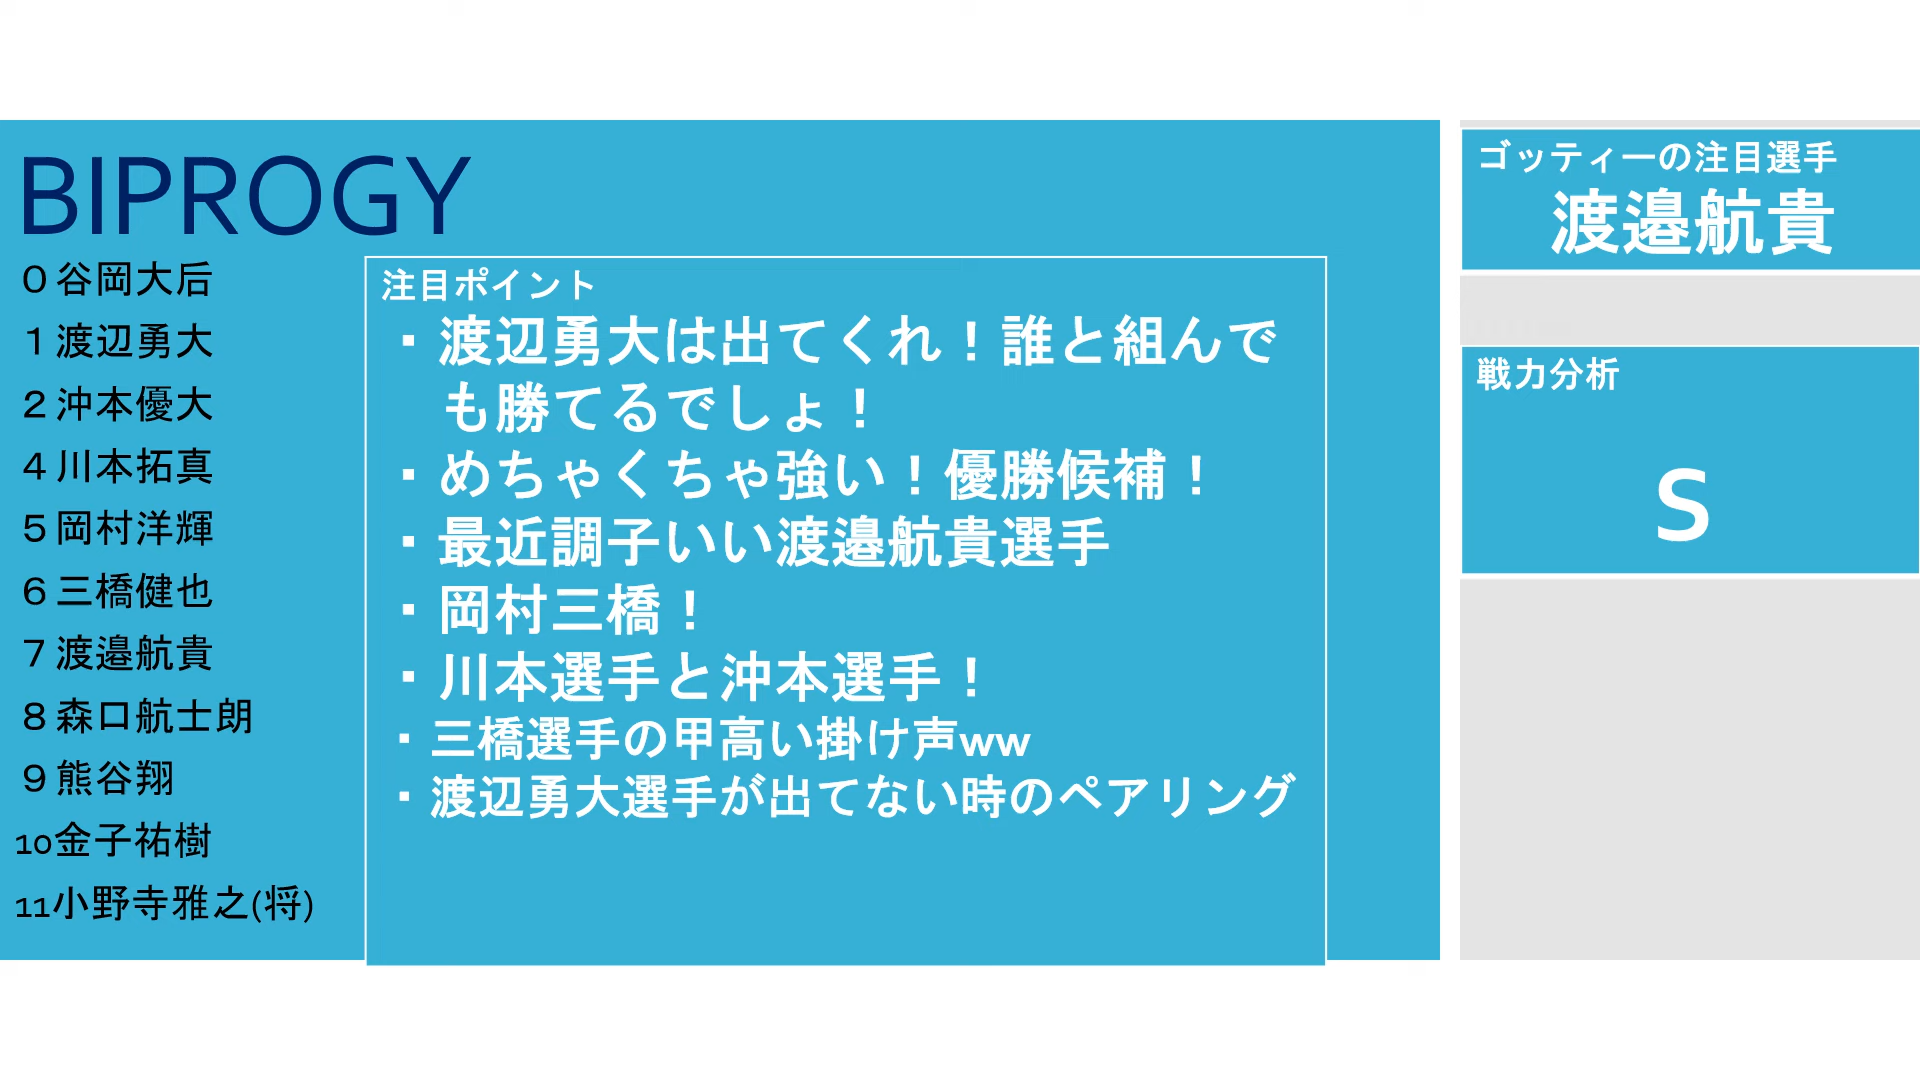 BIPROGY
0 谷岡大后
1 渡辺勇大
2 沖本優大
4 川本拓真
5 岡村洋輝
6 三橋健也
7 渡邉航貴
8 森口航士朗
9 熊谷翔
10金子祐樹
11小野寺雅之(将)
注目ポイント
・渡辺勇大は出てくれ！誰と組んで
も勝てるでしょ！
・めちゃくちゃ強い！優勝候補！
・最近調子いい渡邉航貴選手
・岡村三橋！
・川本選手と沖本選手！
・三橋選手の甲高い掛け声ww
・渡辺勇大選手が出てない時のペアリング
ゴッティーの注目選手
渡邉航貴
戦力分析
S